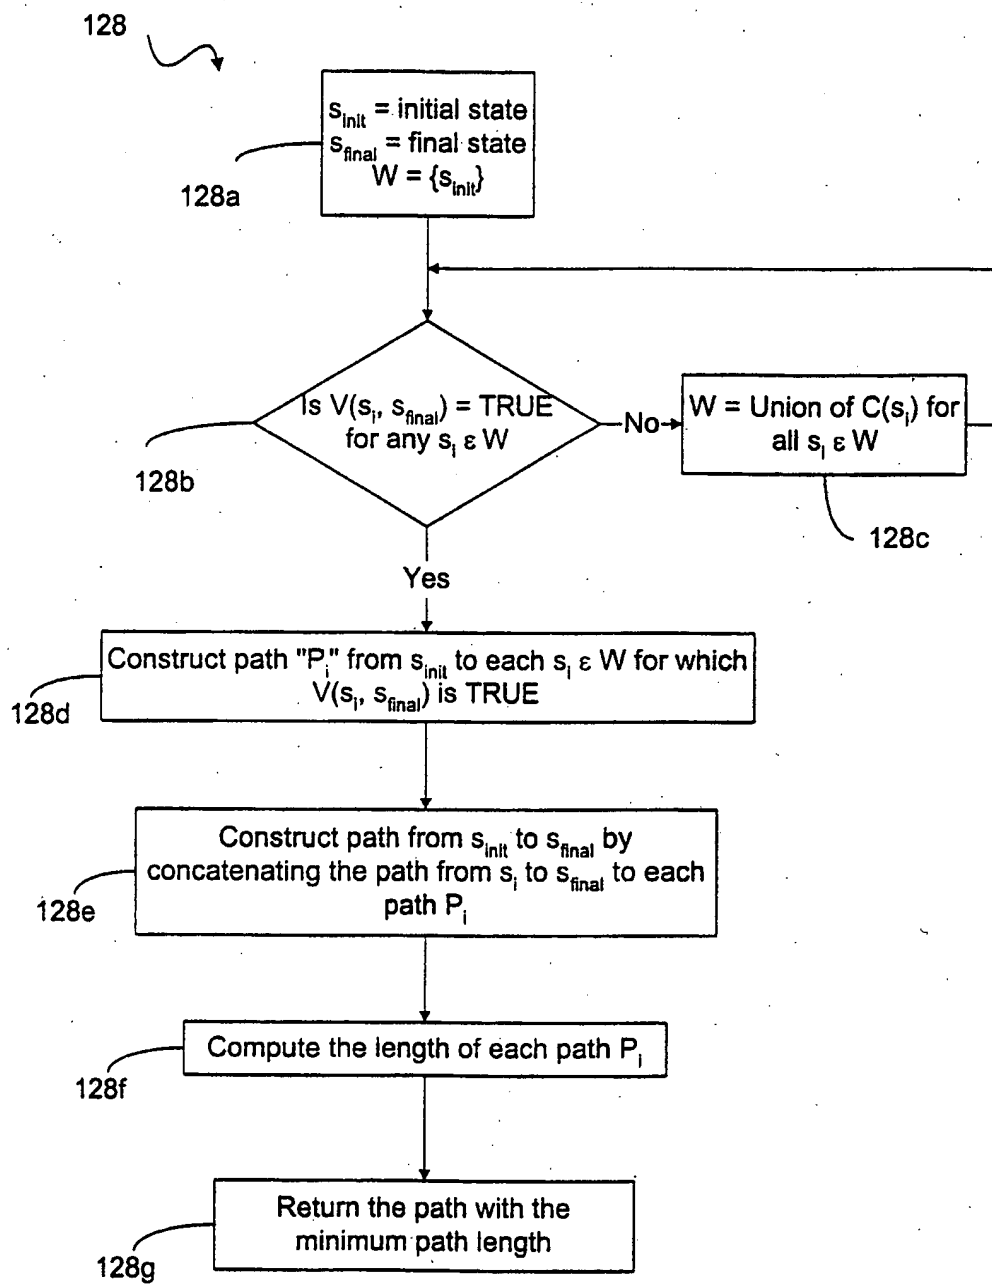 128
s_init = initial state
s_final = final state
W = {s_init}
128a
Is V(s_i, s_final) = TRUE
for any s_i ε W
No
W = Union of C(s_i) for
all s_i ε W
128b
128c
Yes
Construct path "P_i" from s_init to each s_i ε W for which
V(s_i, s_final) is TRUE
128d
Construct path from s_init to s_final by
concatenating the path from s_i to s_final to each
path P_i
128e
Compute the length of each path P_i
128f
Return the path with the
minimum path length
128g